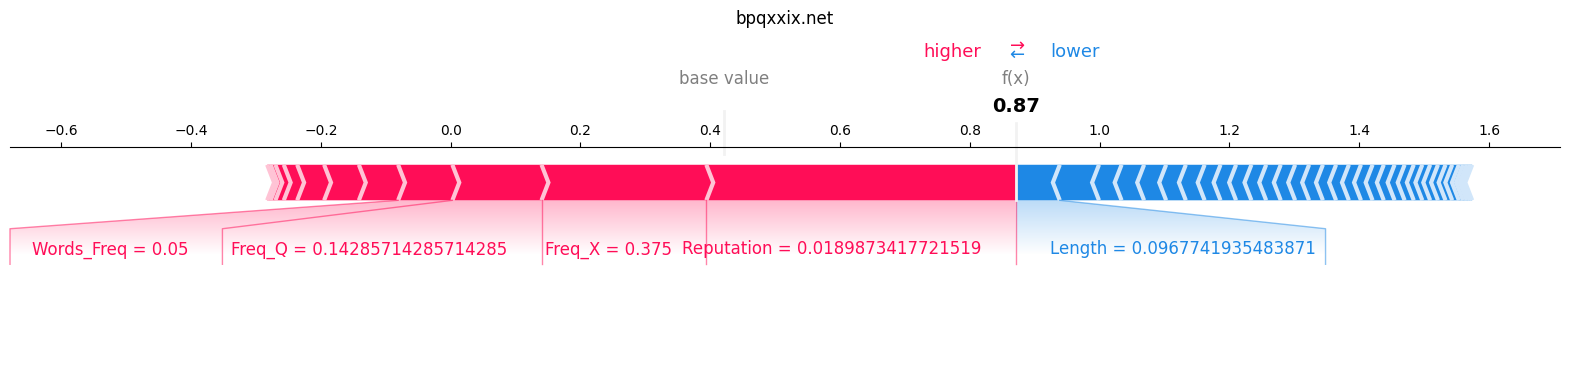 bpqxxix.net
higher ⇄ lower
base value f(x)
0.87
−0.6 −0.4 −0.2 0.0 0.2 0.4 0.6 0.8 1.0 1.2 1.4 1.6
Words_Freq = 0.05 Freq_Q = 0.14285714285714285 Freq_X = 0.375 Reputation = 0.0189873417721519 Length = 0.0967741935483871